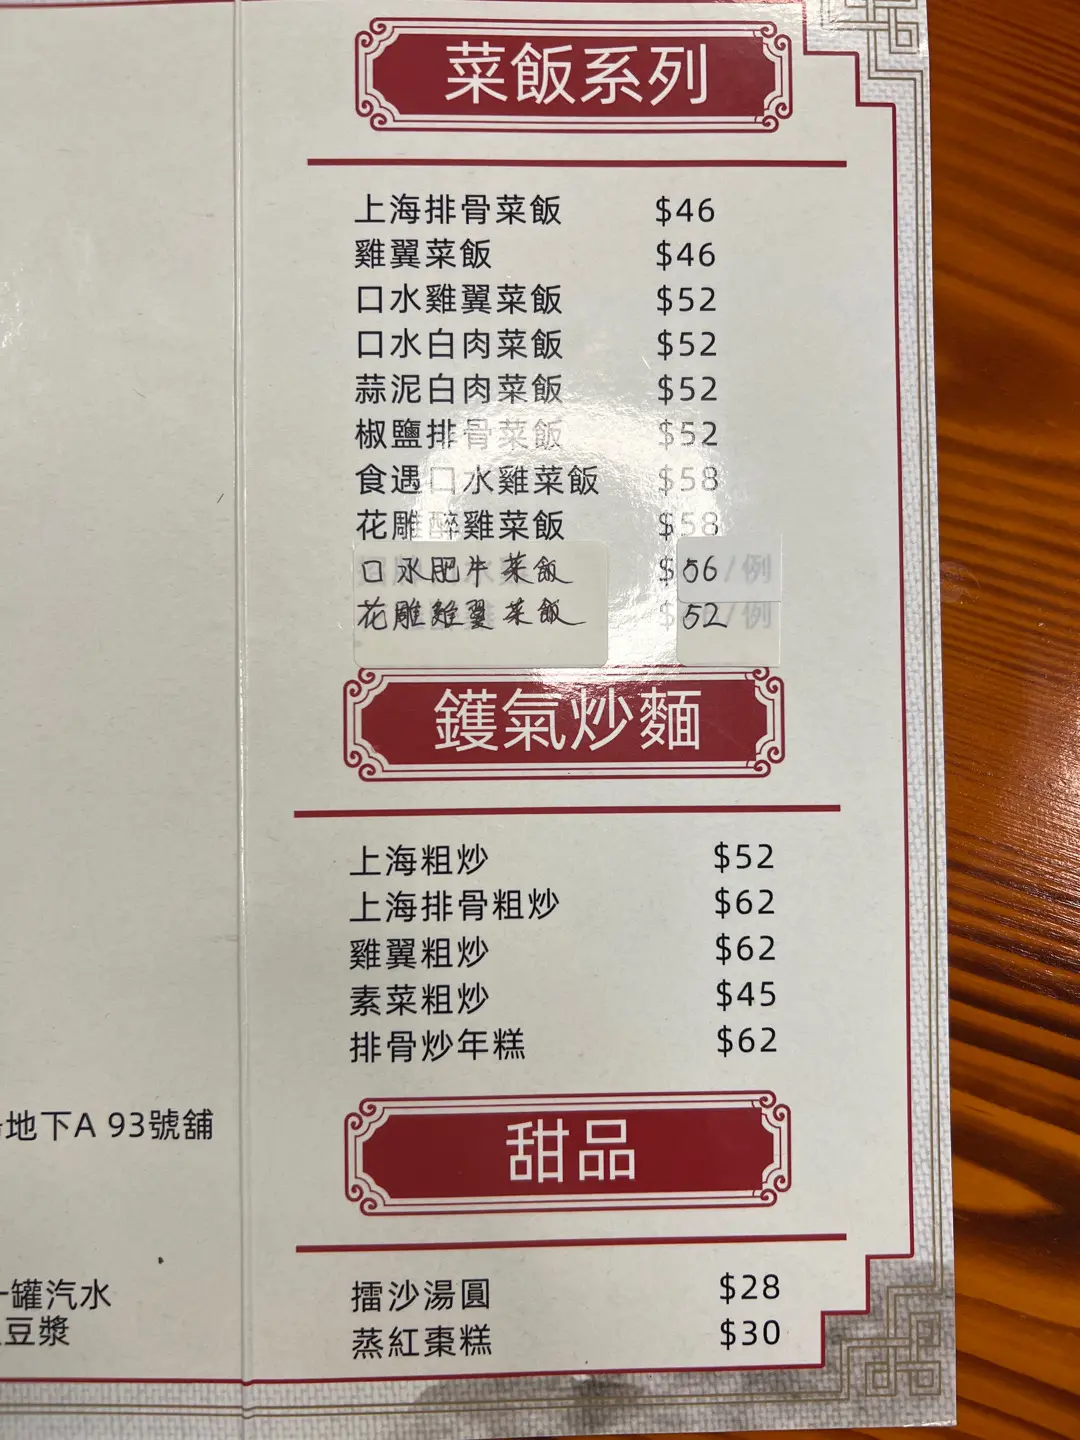 菜飯系列
上海排骨菜飯 $46
雞翼菜飯 $46
口水雞翼菜飯 $52
口水白肉菜飯 $52
蒜泥白肉菜飯 $52
椒鹽排骨菜飯 $52
食遇口水雞菜飯 $58
花雕醉雞菜飯 $58
口水肥牛菜飯 $56 /例
花雕雞翼菜飯 $52 /例
鑊氣炒麵
上海粗炒 $52
上海排骨粗炒 $62
雞翼粗炒 $62
素菜粗炒 $45
排骨炒年糕 $62
地下A 93號舖
甜品
罐汽水
豆漿
擂沙湯圓 $28
蒸紅棗糕 $30